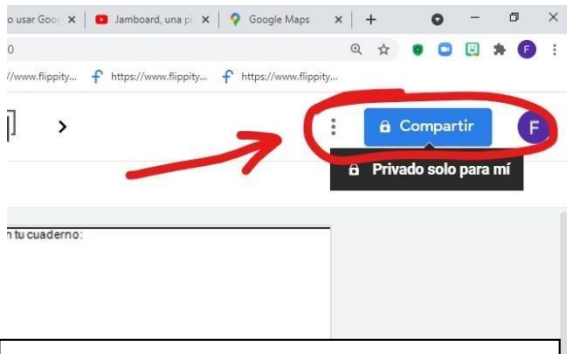 o usar Goo
Jamboard, una p
Google Maps
0
//www.flippity...
https://www.flippity...
https://www.flippity...
Compartir
F
Privado solo para mí
n tu cuaderno: